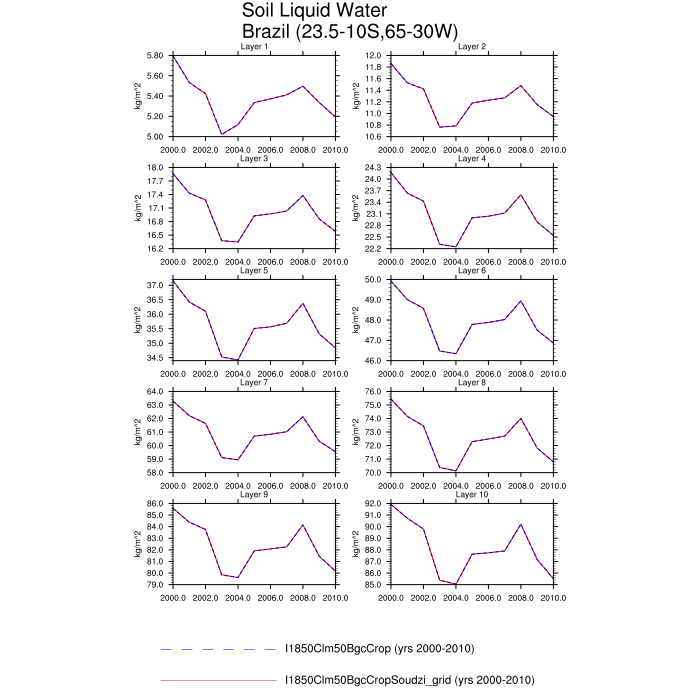 Soil Liquid Water
Brazil (23.5-10S,65-30W)
Layer 1
5.80
5.60
5.40
5.20
5.00
kg/m^2
2000.0 2002.0 2004.0 2006.0 2008.0 2010.0
Layer 2
12.0
11.8
11.6
11.4
11.2
11.0
10.8
10.6
kg/m^2
2000.0 2002.0 2004.0 2006.0 2008.0 2010.0
Layer 3
18.0
17.7
17.4
17.1
16.8
16.5
16.2
kg/m^2
2000.0 2002.0 2004.0 2006.0 2008.0 2010.0
Layer 4
24.3
24.0
23.7
23.4
23.1
22.8
22.5
22.2
kg/m^2
2000.0 2002.0 2004.0 2006.0 2008.0 2010.0
Layer 5
37.0
36.5
36.0
35.5
35.0
34.5
kg/m^2
2000.0 2002.0 2004.0 2006.0 2008.0 2010.0
Layer 6
50.0
49.0
48.0
47.0
46.0
kg/m^2
2000.0 2002.0 2004.0 2006.0 2008.0 2010.0
Layer 7
64.0
63.0
62.0
61.0
60.0
59.0
58.0
kg/m^2
2000.0 2002.0 2004.0 2006.0 2008.0 2010.0
Layer 8
76.0
75.0
74.0
73.0
72.0
71.0
70.0
kg/m^2
2000.0 2002.0 2004.0 2006.0 2008.0 2010.0
Layer 9
86.0
85.0
84.0
83.0
82.0
81.0
80.0
79.0
kg/m^2
2000.0 2002.0 2004.0 2006.0 2008.0 2010.0
Layer 10
92.0
91.0
90.0
89.0
88.0
87.0
86.0
85.0
kg/m^2
2000.0 2002.0 2004.0 2006.0 2008.0 2010.0
I1850Clm50BgcCrop (yrs 2000-2010)
I1850Clm50BgcCropSoudzi_grid (yrs 2000-2010)